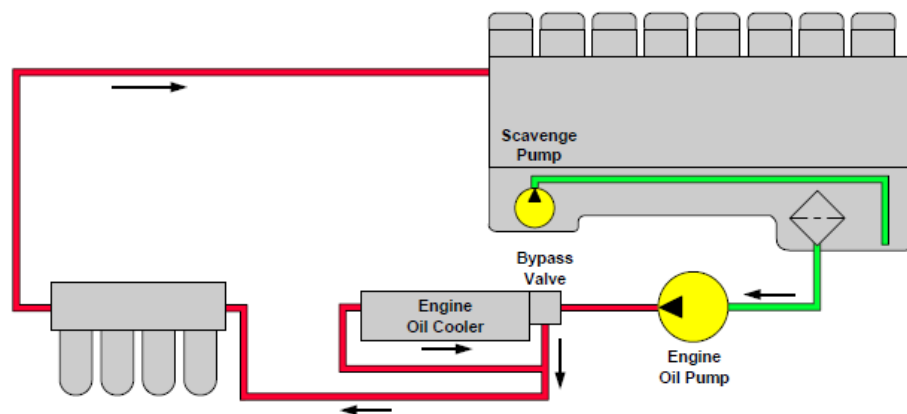 Scavenge
Pump
Bypass
Valve
Engine
Oil Cooler
Engine
Oil Pump